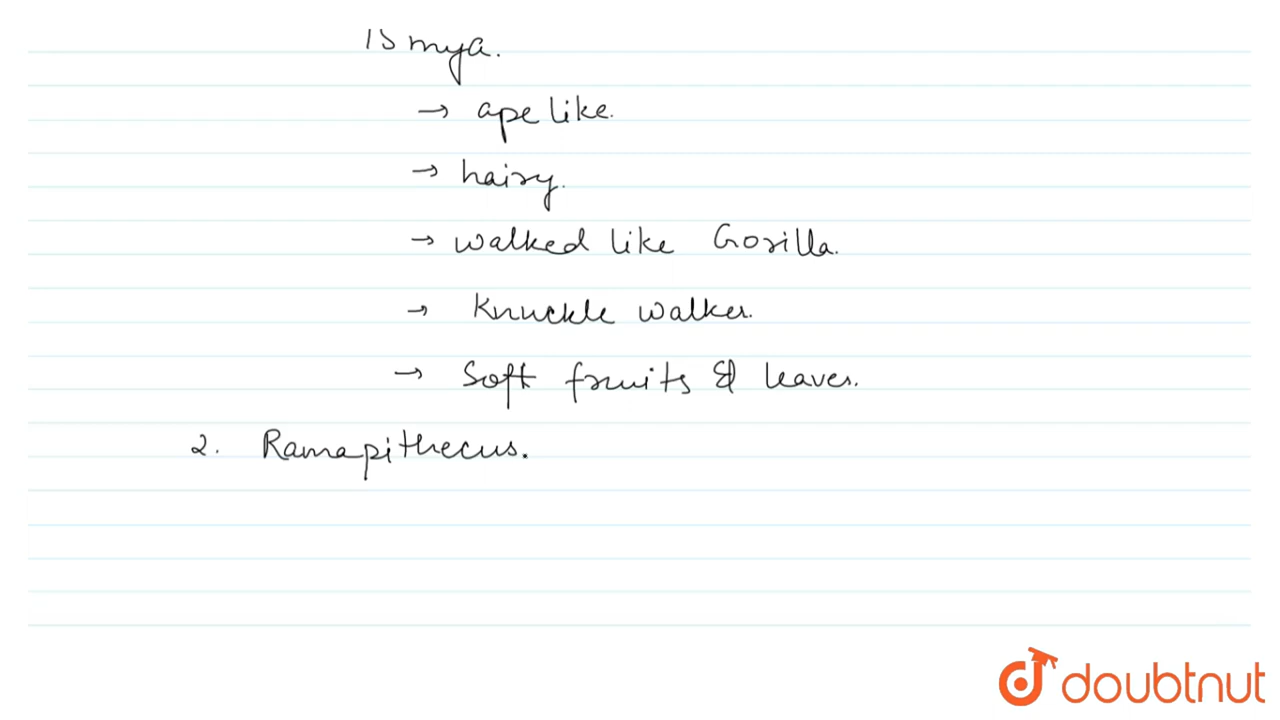 15 mya.
→ ape like.
→ hairy.
→ walked like Gorilla.
→ Knuckle walker.
→ Soft fruits & leaves.
2. Ramapithecus.
doubtnut